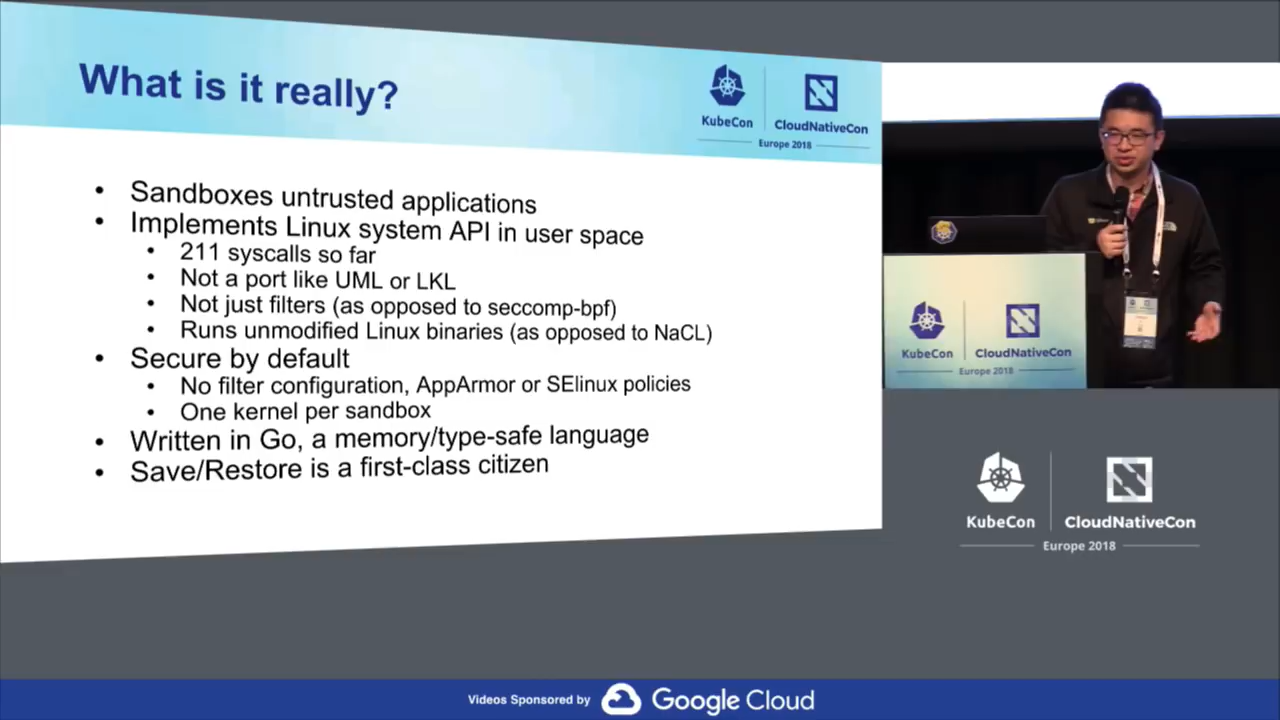 What is it really?
KubeCon
CloudNativeCon
Europe 2018
Sandboxes untrusted applications
Implements Linux system API in user space
211 syscalls so far
Not a port like UML or LKL
Not just filters (as opposed to seccomp-bpf)
Runs unmodified Linux binaries (as opposed to NaCL)
Secure by default
No filter configuration, AppArmor or SElinux policies
One kernel per sandbox
Written in Go, a memory/type-safe language
Save/Restore is a first-class citizen
KubeCon
CloudNativeCon
Europe 2018
KubeCon
CloudNativeCon
Europe 2018
Videos Sponsored by Google Cloud